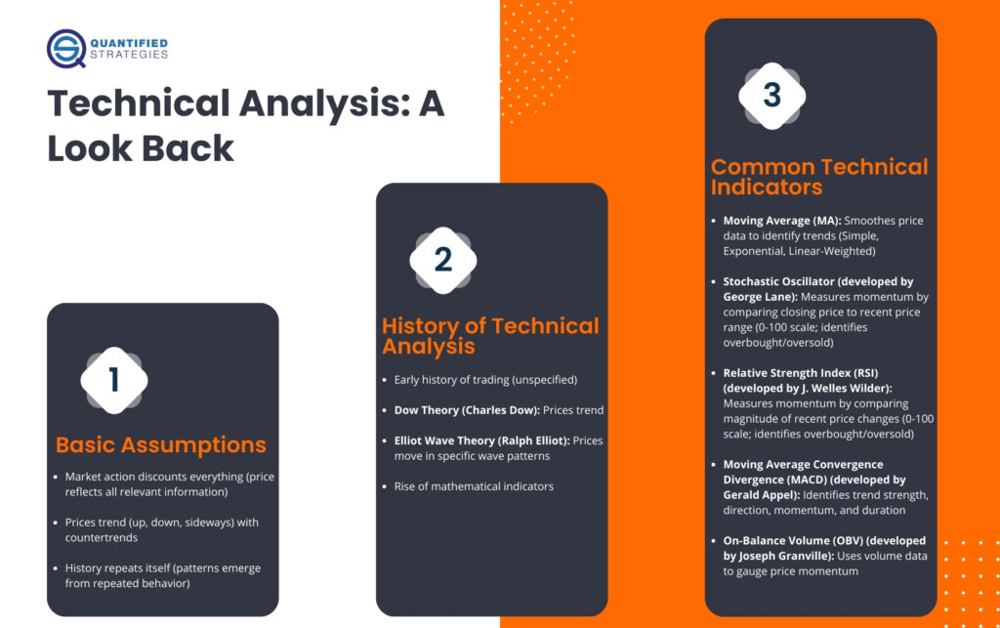 QUANTIFIED
STRATEGIES
Technical Analysis: A
Look Back
1
Basic Assumptions
• Market action discounts everything (price
reflects all relevant information)
• Prices trend (up, down, sideways) with
countertrends
• History repeats itself (patterns emerge
from repeated behavior)
2
History of Technical
Analysis
• Early history of trading (unspecified)
• Dow Theory (Charles Dow): Prices trend
• Elliot Wave Theory (Ralph Elliot): Prices
move in specific wave patterns
• Rise of mathematical indicators
3
Common Technical
Indicators
• Moving Average (MA): Smoothes price
data to identify trends (Simple,
Exponential, Linear-Weighted)
• Stochastic Oscillator (developed by
George Lane): Measures momentum by
comparing closing price to recent price
range (0-100 scale; identifies
overbought/oversold)
• Relative Strength Index (RSI)
(developed by J. Welles Wilder):
Measures momentum by comparing
magnitude of recent price changes (0-100
scale; identifies overbought/oversold)
• Moving Average Convergence
Divergence (MACD) (developed by
Gerald Appel): Identifies trend strength,
direction, momentum, and duration
• On-Balance Volume (OBV) (developed
by Joseph Granville): Uses volume data
to gauge price momentum